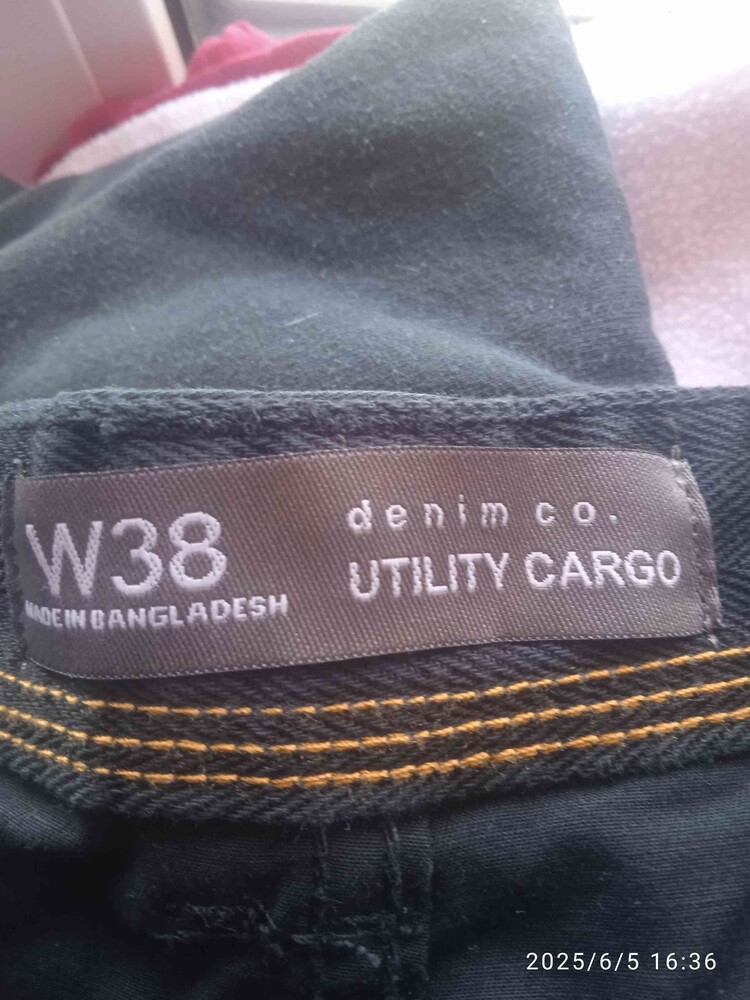 W38
MADE IN BANGLADESH
denim co.
UTILITY CARGO
2025/6/5 16:36